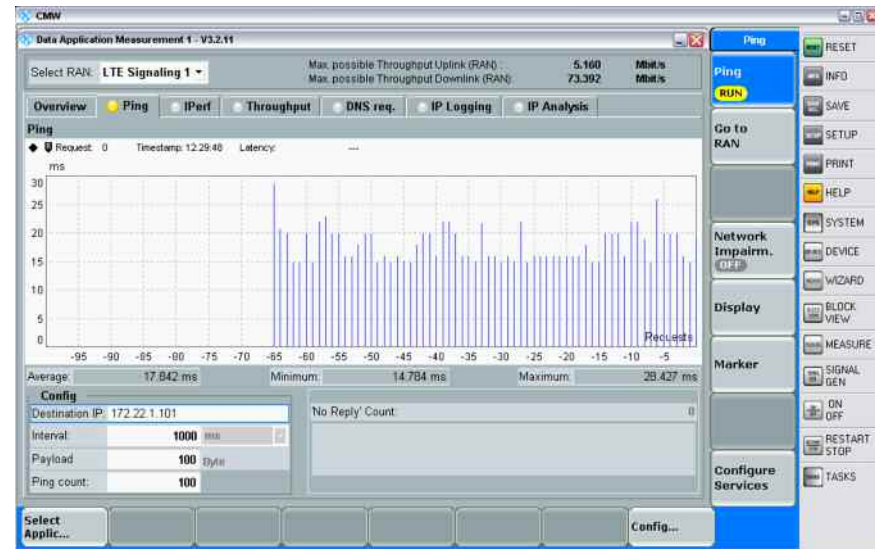 CMW
Data Application Measurement 1 - V3.2.11
Select RAN: LTE Signaling 1
Max. possible Throughput Uplink (RAN): 5.160 Mbit/s
Max. possible Throughput Downlink (RAN): 73.392 Mbit/s
Overview Ping IPerf Throughput DNS req. IP Logging IP Analysis
Ping
Request: 0 Timestamp: 12:29:48 Latency: ---
ms
30
25
20
15
10
5
0
Requests
-95 -90 -85 -80 -75 -70 -65 -60 -55 -50 -45 -40 -35 -30 -25 -20 -15 -10 -5
Average: 17.842 ms Minimum: 14.784 ms Maximum: 28.427 ms
Config
Destination IP: 172.22.1.101
Interval: 1000 ms
Payload 100 Byte
Ping count: 100
'No Reply' Count: 0
Select
Applic...
Config...
Ping
Ping
RUN
Go to
RAN
Network
Impairm.
OFF
Display
Marker
Configure
Services
RESET
INFO
SAVE
SETUP
PRINT
HELP
SYSTEM
DEVICE
WIZARD
BLOCK
VIEW
MEASURE
SIGNAL
GEN
ON
OFF
RESTART
STOP
TASKS